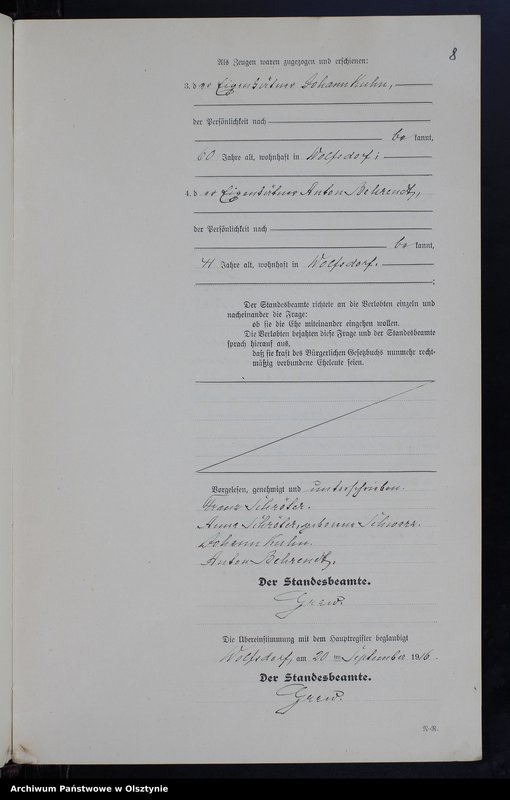 8
Als Zeugen waren zugezogen und erschienen:
3. der Eigenkätner Johann Kuhn,
der Persönlichkeit nach
be kannt,
60 Jahre alt, wohnhaft in Wolfsdorf;
4. der Eigenkätner Anton Behrendt,
der Persönlichkeit nach
be kannt,
41 Jahre alt, wohnhaft in Wolfsdorf.
Der Standesbeamte richtete an die Verlobten einzeln und
nacheinander die Frage:
ob sie die Ehe miteinander eingehen wollen.
Die Verlobten bejahten diese Frage und der Standesbeamte
sprach hierauf aus,
daß sie kraft des Bürgerlichen Gesetzbuchs nunmehr recht-
mäßig verbundene Eheleute seien.
Vorgelesen, genehmigt und unterschrieben.
Franz Schröter.
Anna Schröter, geborene
Johann Kuhn.
Anton Behrendt.
Der Standesbeamte.
Grew.
Die Übereinstimmung mit dem Hauptregister beglaubigt
Wolfsdorf, am 20 ten September 1916.
Der Standesbeamte.
Grew.
N-R.
Archiwum Państwowe w Olsztynie